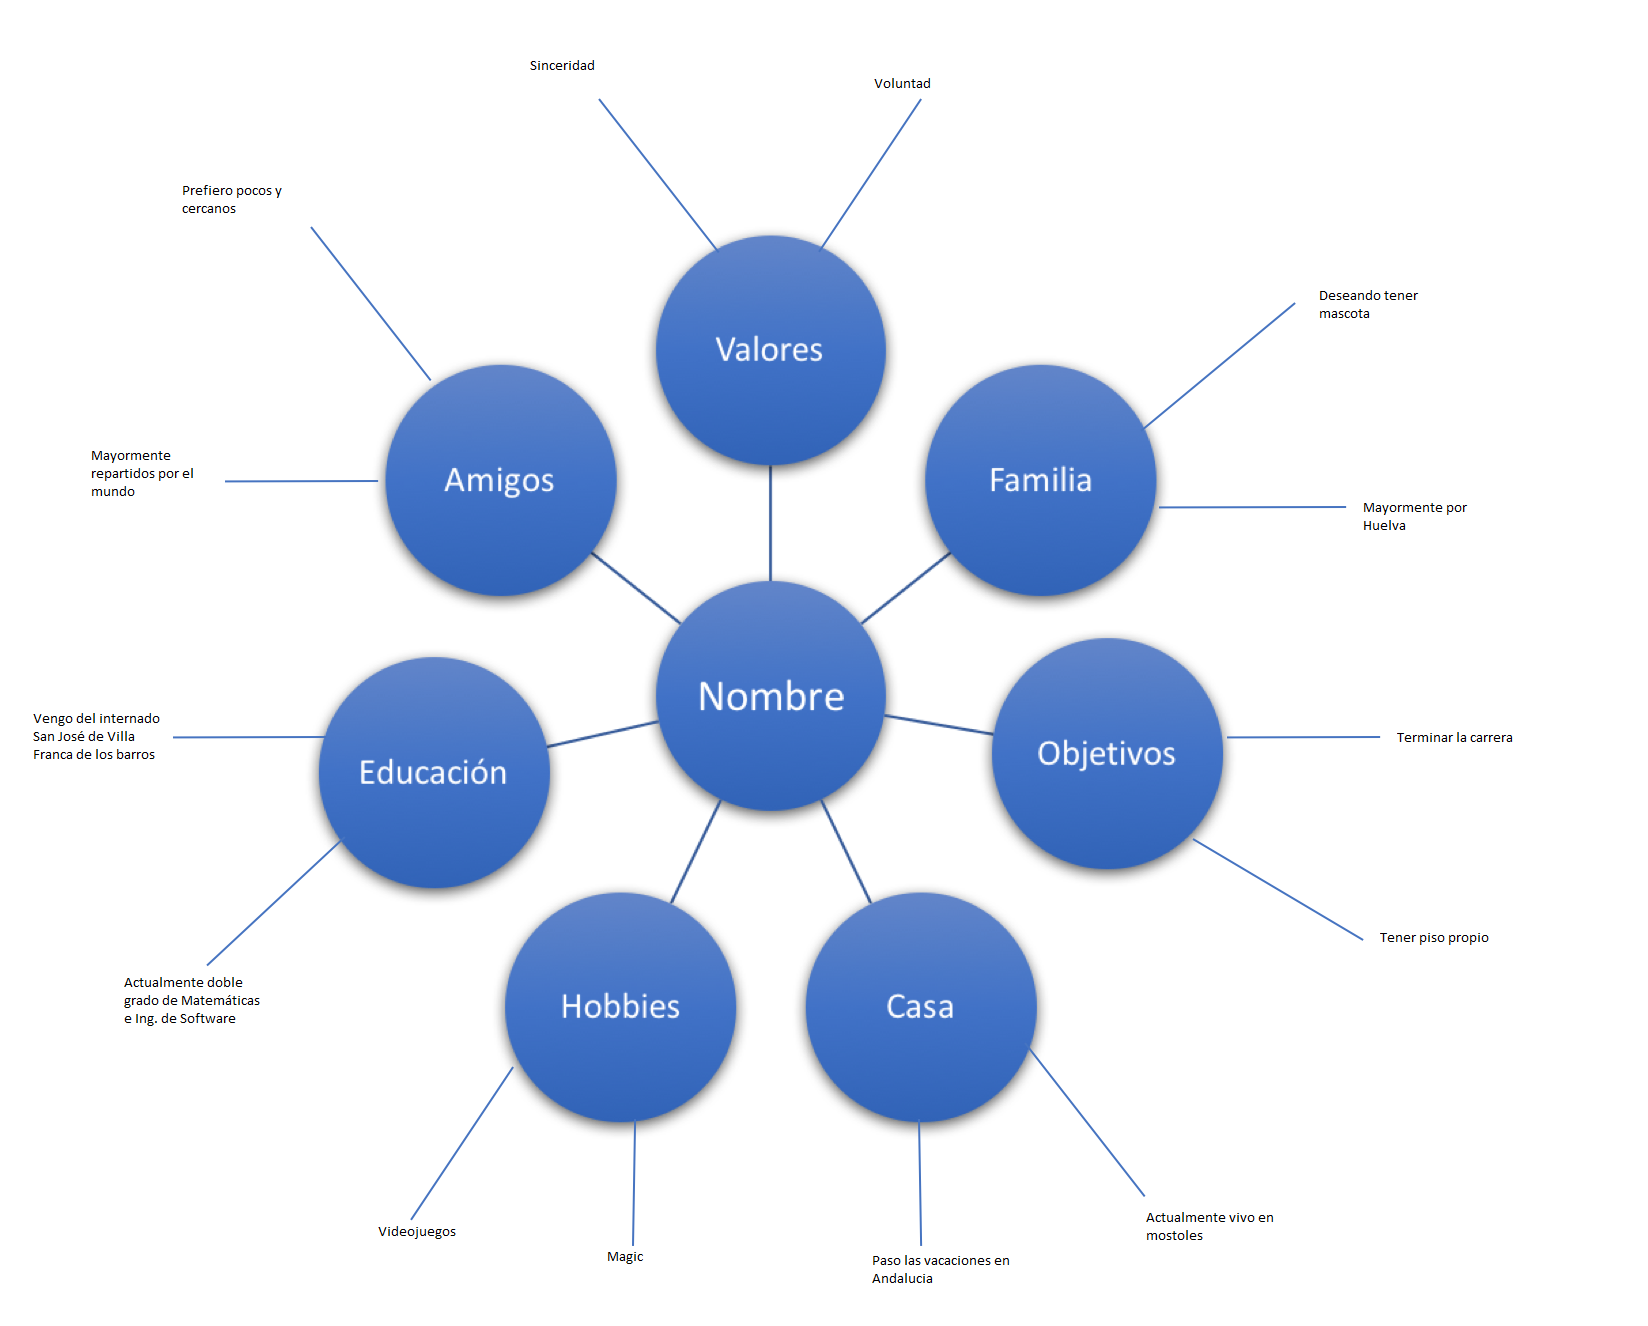 Sinceridad
Voluntad
Prefiero pocos y
cercanos
Deseando tener
mascota
Valores
Mayormente
repartidos por el
mundo
Amigos
Familia
Mayormente por
Huelva
Nombre
Vengo del internado
San José de Villa
Franca de los barros
Educación
Objetivos
Terminar la carrera
Tener piso propio
Actualmente doble
grado de Matemáticas
e Ing. de Software
Hobbies
Casa
Videojuegos
Magic
Paso las vacaciones en
Andalucia
Actualmente vivo en
mostoles